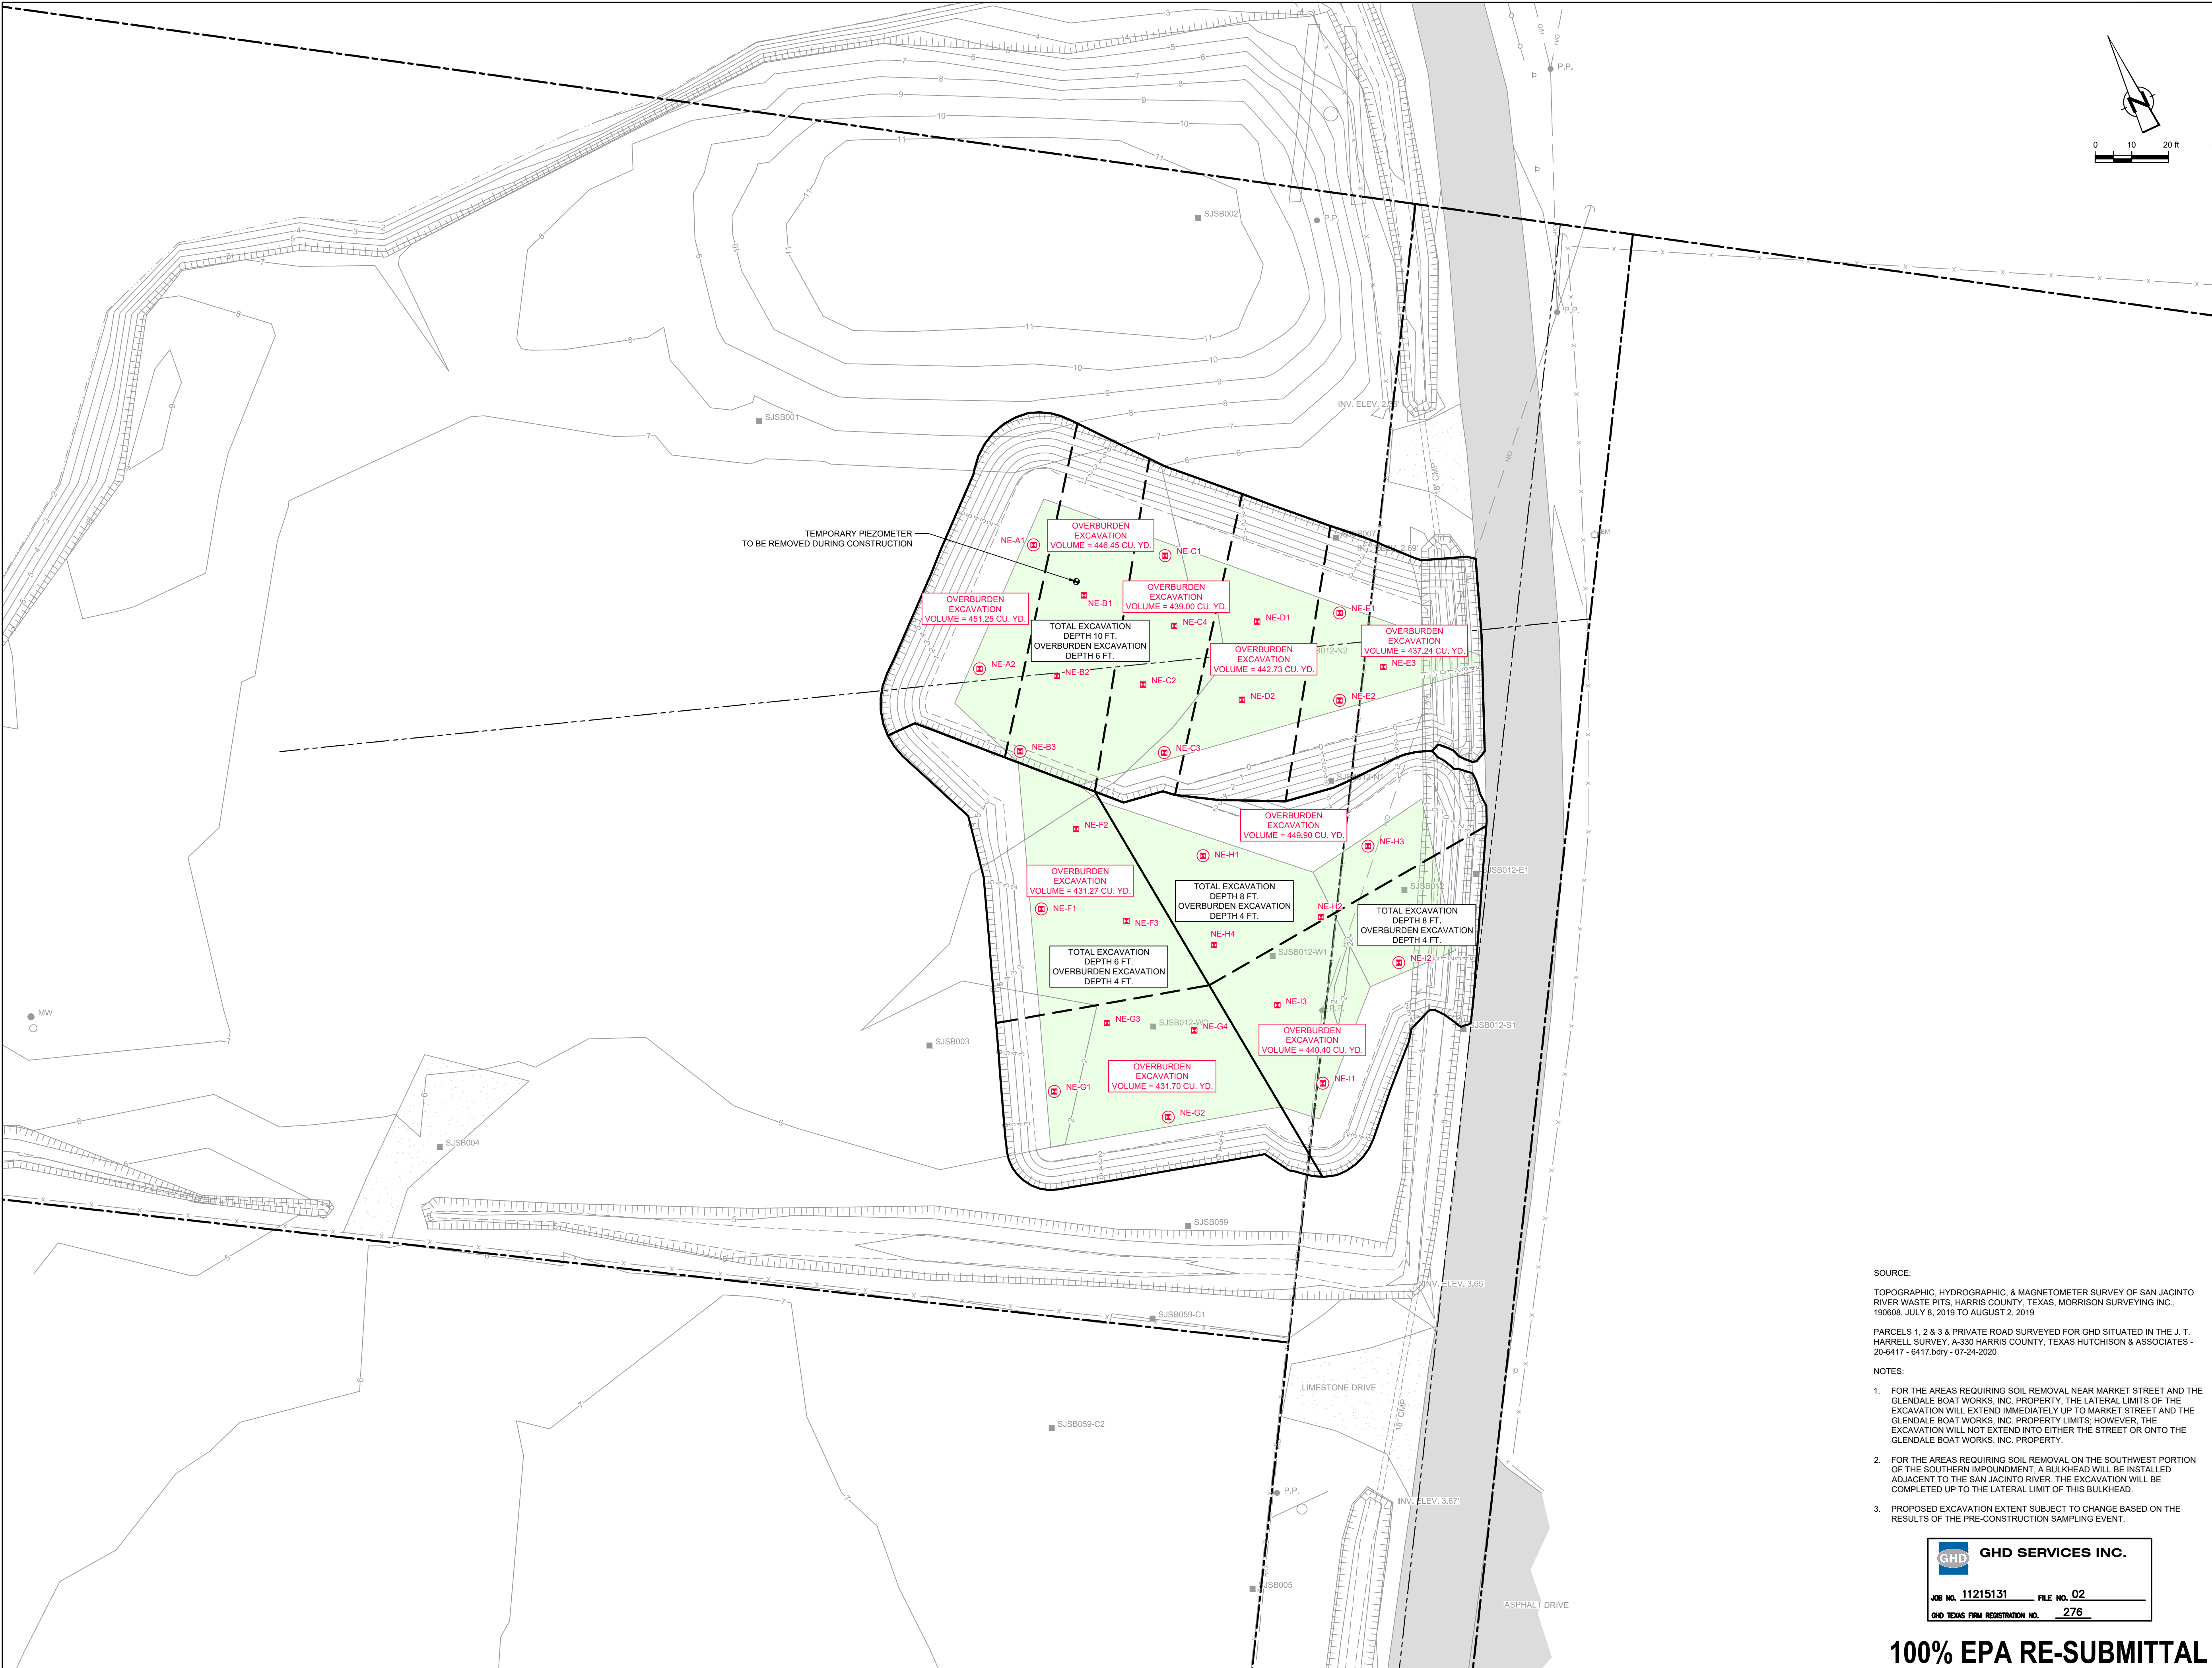 0 10 20 ft
N
P.P.
SJSB002
P.P.
P.P.
SJSB001
INV. ELEV. 2.
18" CMP
TEMPORARY PIEZOMETER
TO BE REMOVED DURING CONSTRUCTION
NE-A1
OVERBURDEN
EXCAVATION
VOLUME = 446.45 CU. YD.
NE-C1
INV. ELEV. 2.69'
BM
NE-B1
OVERBURDEN
EXCAVATION
VOLUME = 439.00 CU. YD.
OVERBURDEN
EXCAVATION
VOLUME = 451.25 CU. YD.
NE-C4
NE-D1
NE-E1
TOTAL EXCAVATION
DEPTH 10 FT.
OVERBURDEN EXCAVATION
DEPTH 6 FT.
OVERBURDEN
EXCAVATION
VOLUME = 442.73 CU. YD.
OVERBURDEN
EXCAVATION
VOLUME = 437.24 CU. YD.
NE-A2
NE-B2
NE-C2
NE-D2
NE-E3
NE-E2
NE-B3
NE-C3
SJSB012-N1
OVERBURDEN
EXCAVATION
VOLUME = 449.90 CU. YD.
NE-F2
NE-H1
NE-H3
OVERBURDEN
EXCAVATION
VOLUME = 431.27 CU. YD.
SJSB012-E1
SJSB012
TOTAL EXCAVATION
DEPTH 8 FT.
OVERBURDEN EXCAVATION
DEPTH 4 FT.
NE-F1
NE-F3
NE-H2
TOTAL EXCAVATION
DEPTH 8 FT.
OVERBURDEN EXCAVATION
DEPTH 4 FT.
NE-H4
SJSB012-W1
NE-I2
TOTAL EXCAVATION
DEPTH 6 FT.
OVERBURDEN EXCAVATION
DEPTH 4 FT.
NE-I3
P.P.
MW
NE-G3
SJSB012-W2
NE-G4
SJSB012-S1
SJSB003
OVERBURDEN
EXCAVATION
VOLUME = 440.40 CU. YD.
OVERBURDEN
EXCAVATION
VOLUME = 431.70 CU. YD.
NE-G1
NE-I1
NE-G2
SJSB004
SJSB059
INV. ELEV. 3.65'
SJSB059-C1
LIMESTONE DRIVE
18" CMP
SJSB059-C2
P.P.
INV. ELEV. 3.67'
SJSB005
ASPHALT DRIVE
SOURCE:
TOPOGRAPHIC, HYDROGRAPHIC, & MAGNETOMETER SURVEY OF SAN JACINTO
RIVER WASTE PITS, HARRIS COUNTY, TEXAS, MORRISON SURVEYING INC.,
190608, JULY 8, 2019 TO AUGUST 2, 2019
PARCELS 1, 2 & 3 & PRIVATE ROAD SURVEYED FOR GHD SITUATED IN THE J. T.
HARRELL SURVEY, A-330 HARRIS COUNTY, TEXAS HUTCHISON & ASSOCIATES -
20-6417 - 6417.bdry - 07-24-2020
NOTES:
1. FOR THE AREAS REQUIRING SOIL REMOVAL NEAR MARKET STREET AND THE
GLENDALE BOAT WORKS, INC. PROPERTY, THE LATERAL LIMITS OF THE
EXCAVATION WILL EXTEND IMMEDIATELY UP TO MARKET STREET AND THE
GLENDALE BOAT WORKS, INC. PROPERTY LIMITS; HOWEVER, THE
EXCAVATION WILL NOT EXTEND INTO EITHER THE STREET OR ONTO THE
GLENDALE BOAT WORKS, INC. PROPERTY.
2. FOR THE AREAS REQUIRING SOIL REMOVAL ON THE SOUTHWEST PORTION
OF THE SOUTHERN IMPOUNDMENT, A BULKHEAD WILL BE INSTALLED
ADJACENT TO THE SAN JACINTO RIVER. THE EXCAVATION WILL BE
COMPLETED UP TO THE LATERAL LIMIT OF THIS BULKHEAD.
3. PROPOSED EXCAVATION EXTENT SUBJECT TO CHANGE BASED ON THE
RESULTS OF THE PRE-CONSTRUCTION SAMPLING EVENT.
GHD GHD SERVICES INC.
JOB NO. 11215131 FILE NO. 02
GHD TEXAS FIRM REGISTRATION NO. 276
100% EPA RE-SUBMITTAL